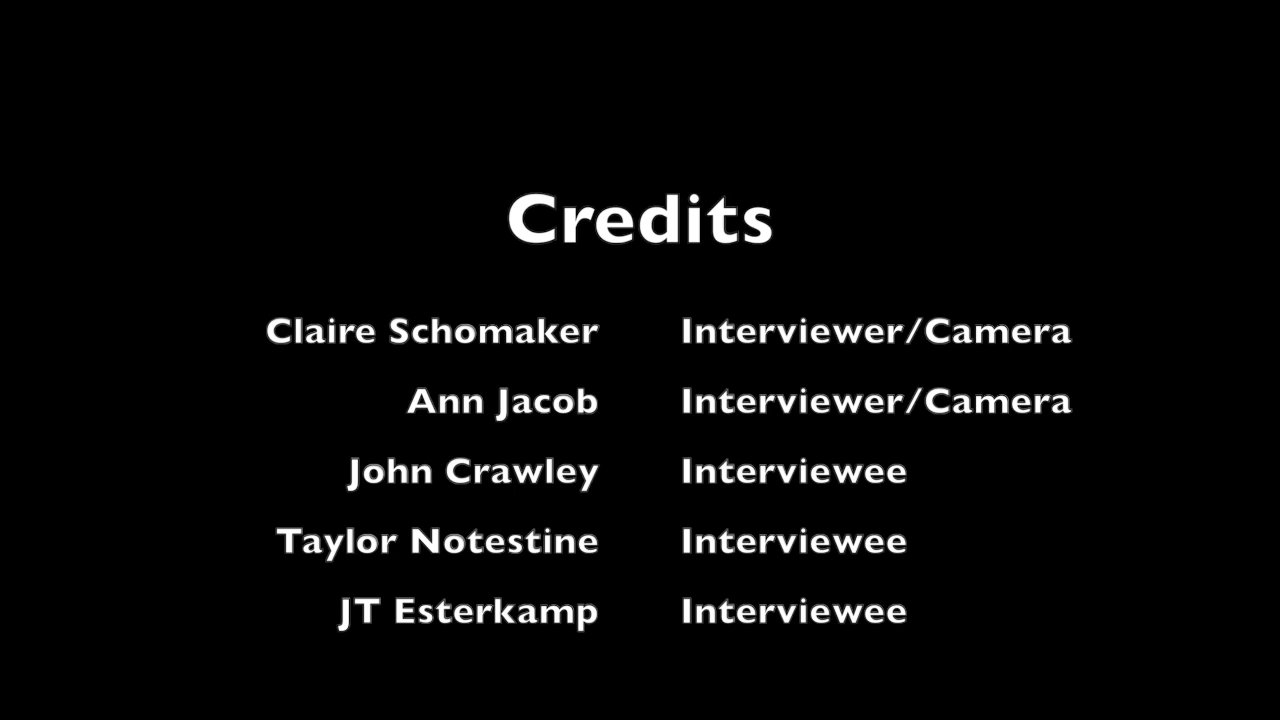 Credits
Claire Schomaker Interviewer/Camera
Ann Jacob Interviewer/Camera
John Crawley Interviewee
Taylor Notestine Interviewee
JT Esterkamp Interviewee